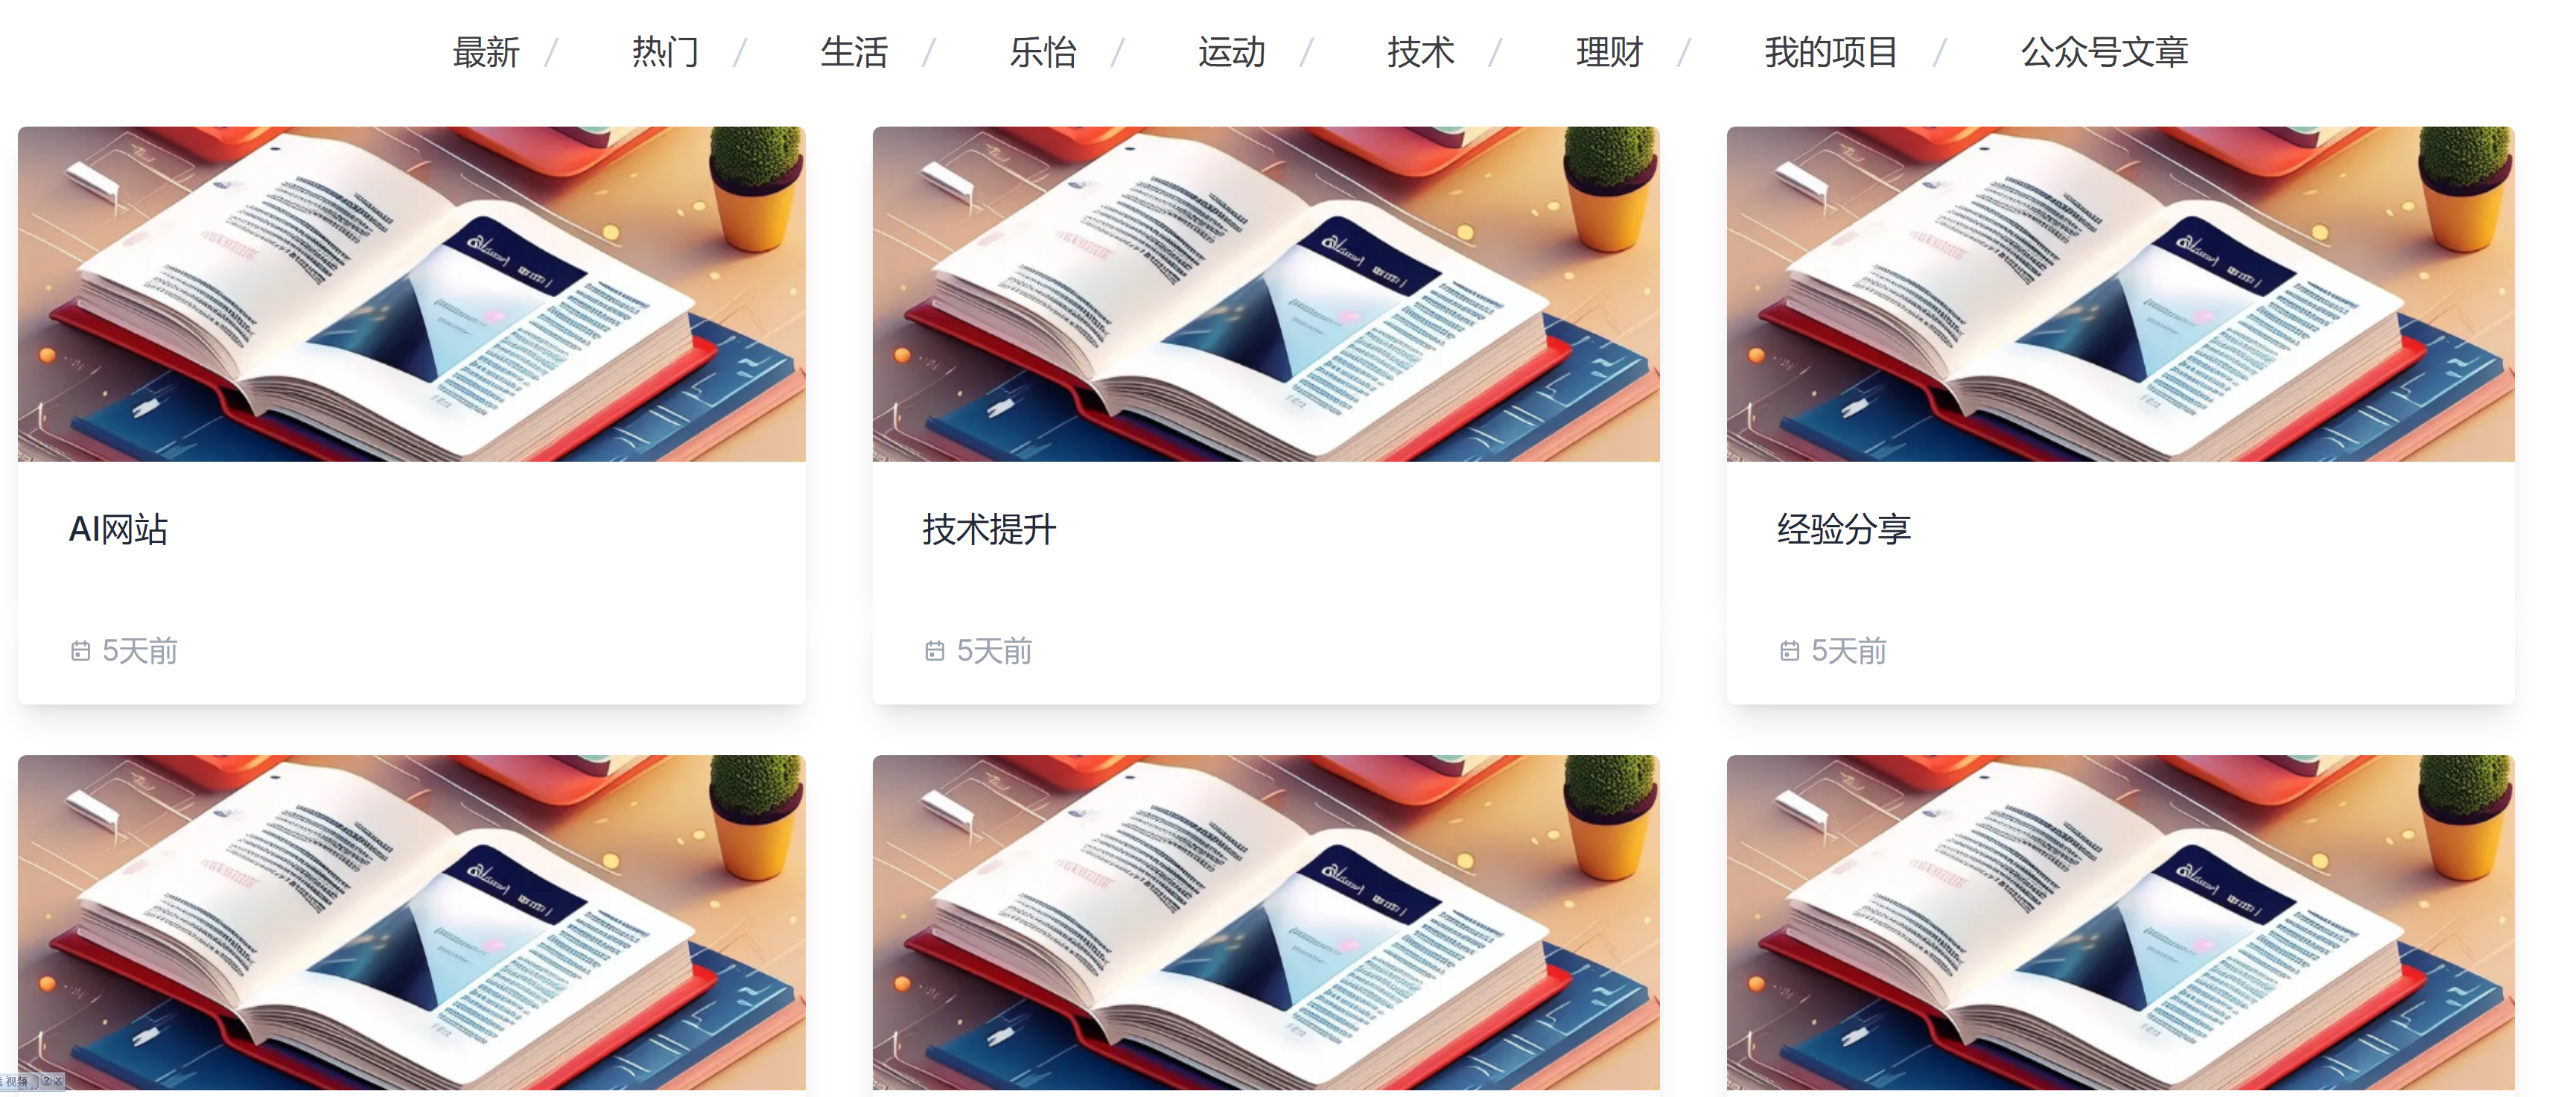 最新 / 热门 / 生活 / 乐怡 / 运动 / 技术 / 理财 / 我的项目 / 公众号文章
AI网站
技术提升
经验分享
5天前
5天前
5天前
视频